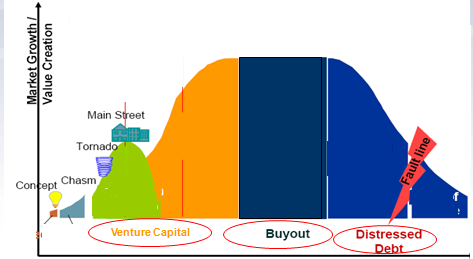 Market Growth /
Value Creation
Main Street
Tornado
Concept
Chasm
Fault line
Venture Capital
Buyout
Distressed
Debt